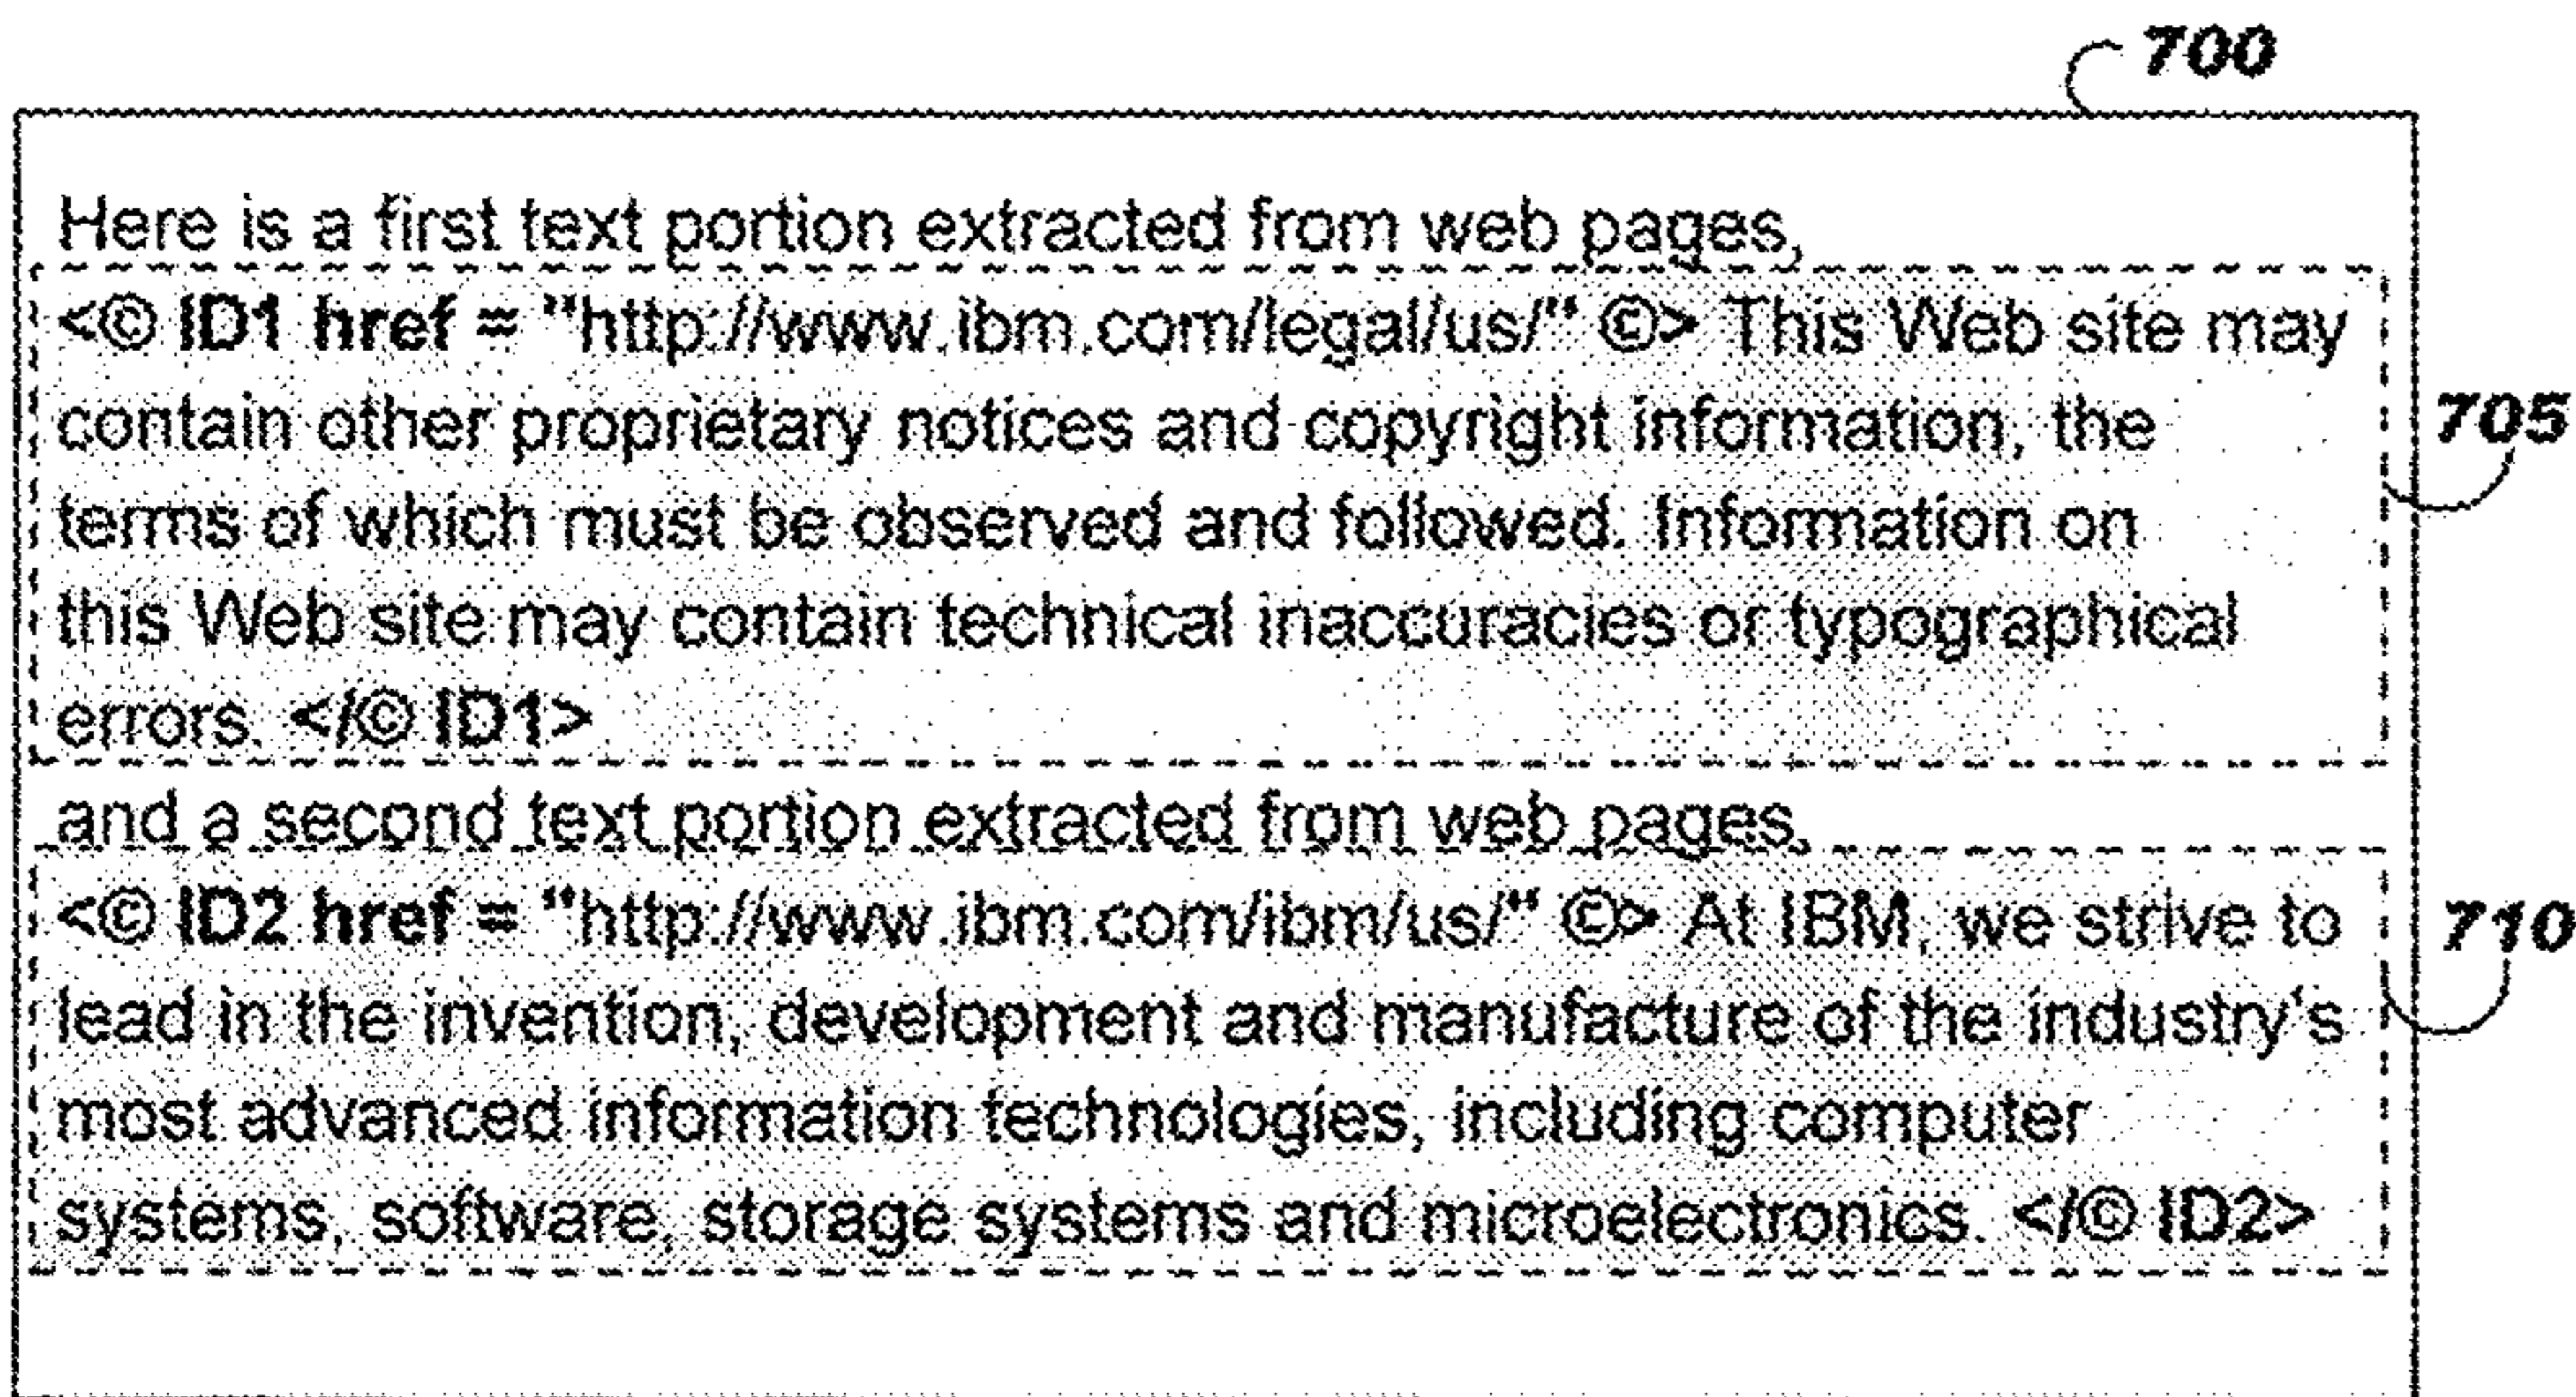 700
Here is a first text portion extracted from web pages,
<© ID1 href = "http://www.ibm.com/legal/us/" ©> This Web site may
contain other proprietary notices and copyright information, the
705
terms of which must be observed and followed. Information on
this Web site may contain technical inaccuracies or typographical
errors. </© ID1>
and a second text portion extracted from web pages,
<© ID2 href = "http://www.ibm.com/ibm/us/" ©> At IBM, we strive to
710
lead in the invention, development and manufacture of the industry's
most advanced information technologies, including computer
systems, software, storage systems and microelectronics. </© ID2>